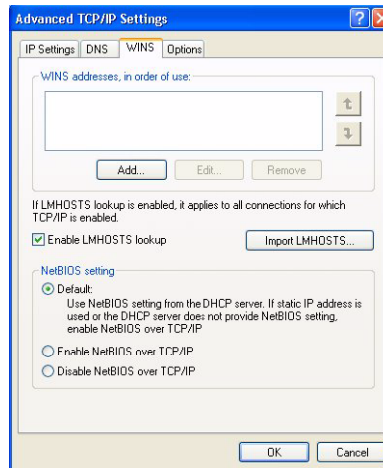 Advanced TCP/IP Settings
IP Settings DNS WINS Options
WINS addresses, in order of use:
Add... Edit... Remove
If LMHOSTS lookup is enabled, it applies to all connections for which
TCP/IP is enabled.
Enable LMHOSTS lookup Import LMHOSTS...
NetBIOS setting
Default:
Use NetBIOS setting from the DHCP server. If static IP address is
used or the DHCP server does not provide NetBIOS setting,
enable NetBIOS over TCP/IP
Enable NetBIOS over TCP/IP
Disable NetBIOS over TCP/IP
OK Cancel